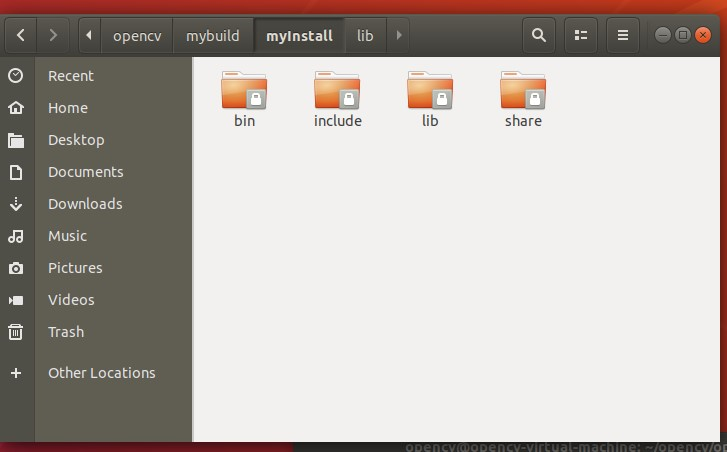 opencv mybuild myInstall lib
Recent
Home
Desktop
Documents
Downloads
Music
Pictures
Videos
Trash
Other Locations
bin include lib share
opencv@opencv-virtual-machine: ~/opencv/op